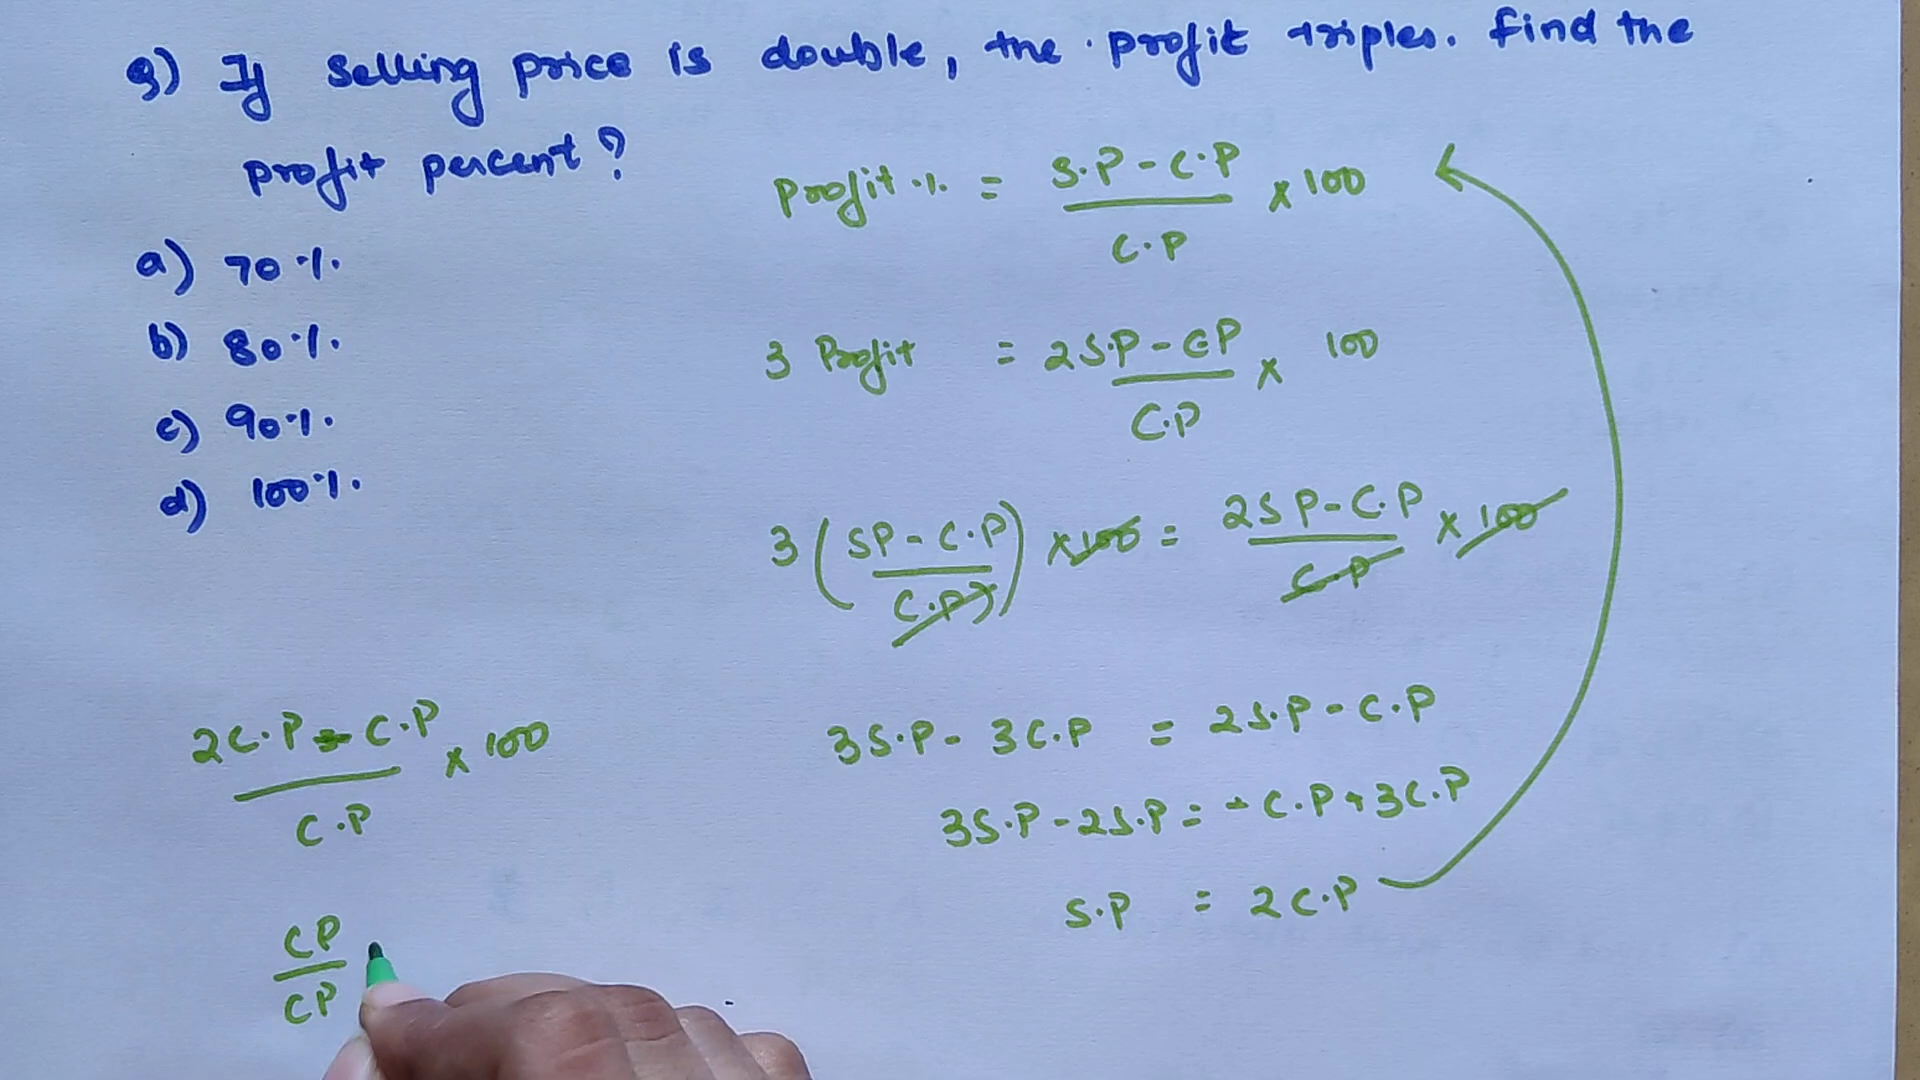 9) If selling price is double, the profit triples. Find the
profit percent?
a) 70%.
b) 80%.
c) 90%.
d) 100%.
Profit % = S.P - C.P / C.P × 100
3 Profit = 2S.P - CP / C.P × 100
3 (SP - C.P / C.P) × 100 = 2SP - C.P / C.P × 100
3S.P - 3C.P = 2S.P - C.P
3S.P - 2S.P = - C.P + 3C.P
S.P = 2C.P
2C.P - C.P / C.P × 100
CP / CP